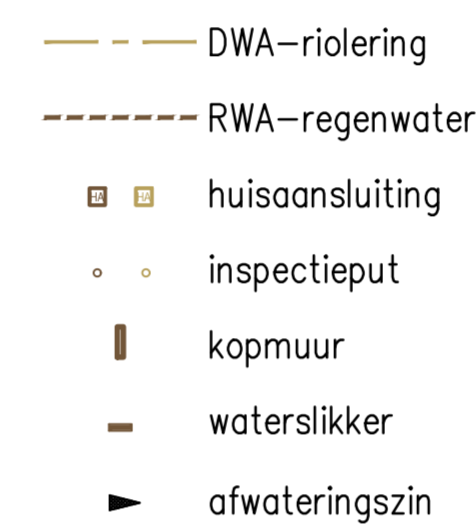 DWA-riolering
RWA-regenwater
HA HA huisaansluiting
inspectieput
kopmuur
waterslikker
afwateringszin